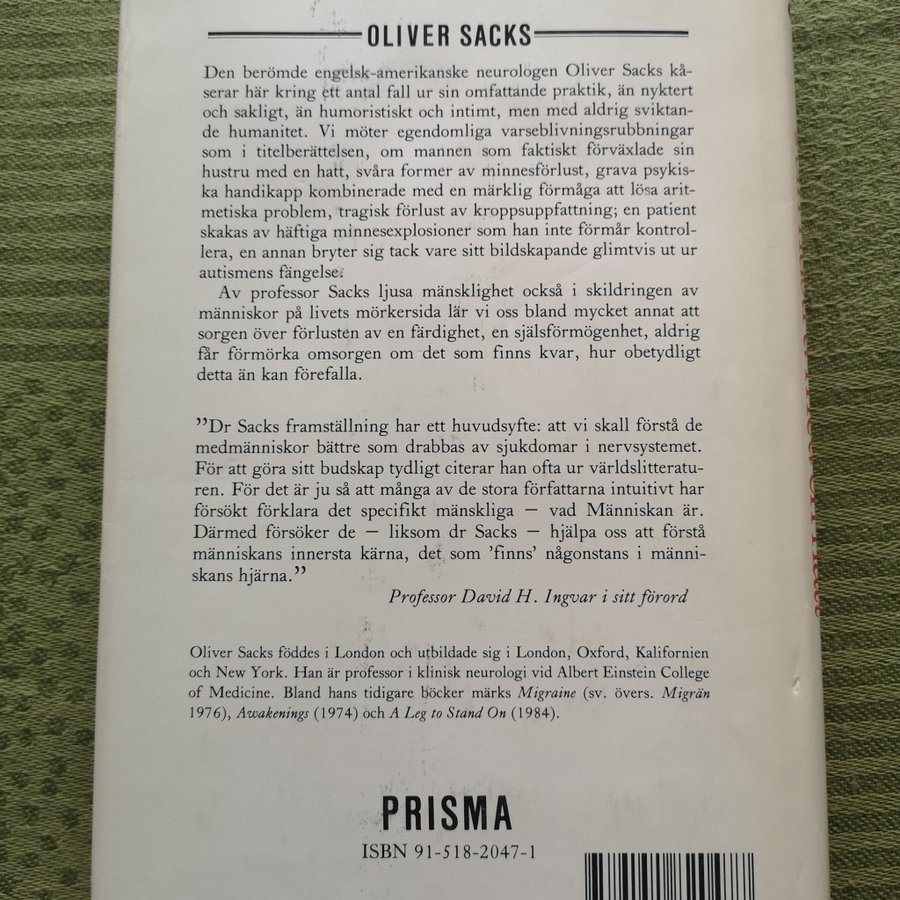 OLIVER SACKS
Den berömde engelsk-amerikanske neurologen Oliver Sacks kå-
serar här kring ett antal fall ur sin omfattande praktik, än nyktert
och sakligt, än humoristiskt och intimt, men med aldrig sviktan-
de humanitet. Vi möter egendomliga varseblivningsrubbningar
som i titelberättelsen, om mannen som faktiskt förväxlade sin
hustru med en hatt, svåra former av minnesförlust, grava psykis-
ka handikapp kombinerade med en märklig förmåga att lösa arit-
metiska problem, tragisk förlust av kroppsuppfattning; en patient
skakas av häftiga minnesexplosioner som han inte förmår kontrol-
lera, en annan bryter sig tack vare sitt bildskapande glimtvis ut ur
autismens fängelse.
Av professor Sacks ljusa mänsklighet också i skildringen av
människor på livets mörkersida lär vi oss bland mycket annat att
sorgen över förlusten av en färdighet, en själsförmögenhet, aldrig
får förmörka omsorgen om det som finns kvar, hur obetydligt
detta än kan förefalla.
”Dr Sacks framställning har ett huvudsyfte: att vi skall förstå de
medmänniskor bättre som drabbas av sjukdomar i nervsystemet.
För att göra sitt budskap tydligt citerar han ofta ur världslitteratu-
ren. För det är ju så att många av de stora författarna intuitivt har
försökt förklara det specifikt mänskliga – vad Människan är.
Därmed försöker de – liksom dr Sacks – hjälpa oss att förstå
människans innersta kärna, det som ’finns’ någonstans i männi-
skans hjärna.”
Professor David H. Ingvar i sitt förord
Oliver Sacks föddes i London och utbildade sig i London, Oxford, Kalifornien
och New York. Han är professor i klinisk neurologi vid Albert Einstein College
of Medicine. Bland hans tidigare böcker märks Migraine (sv. övers. Migrän
1976), Awakenings (1974) och A Leg to Stand On (1984).
PRISMA
ISBN 91-518-2047-1